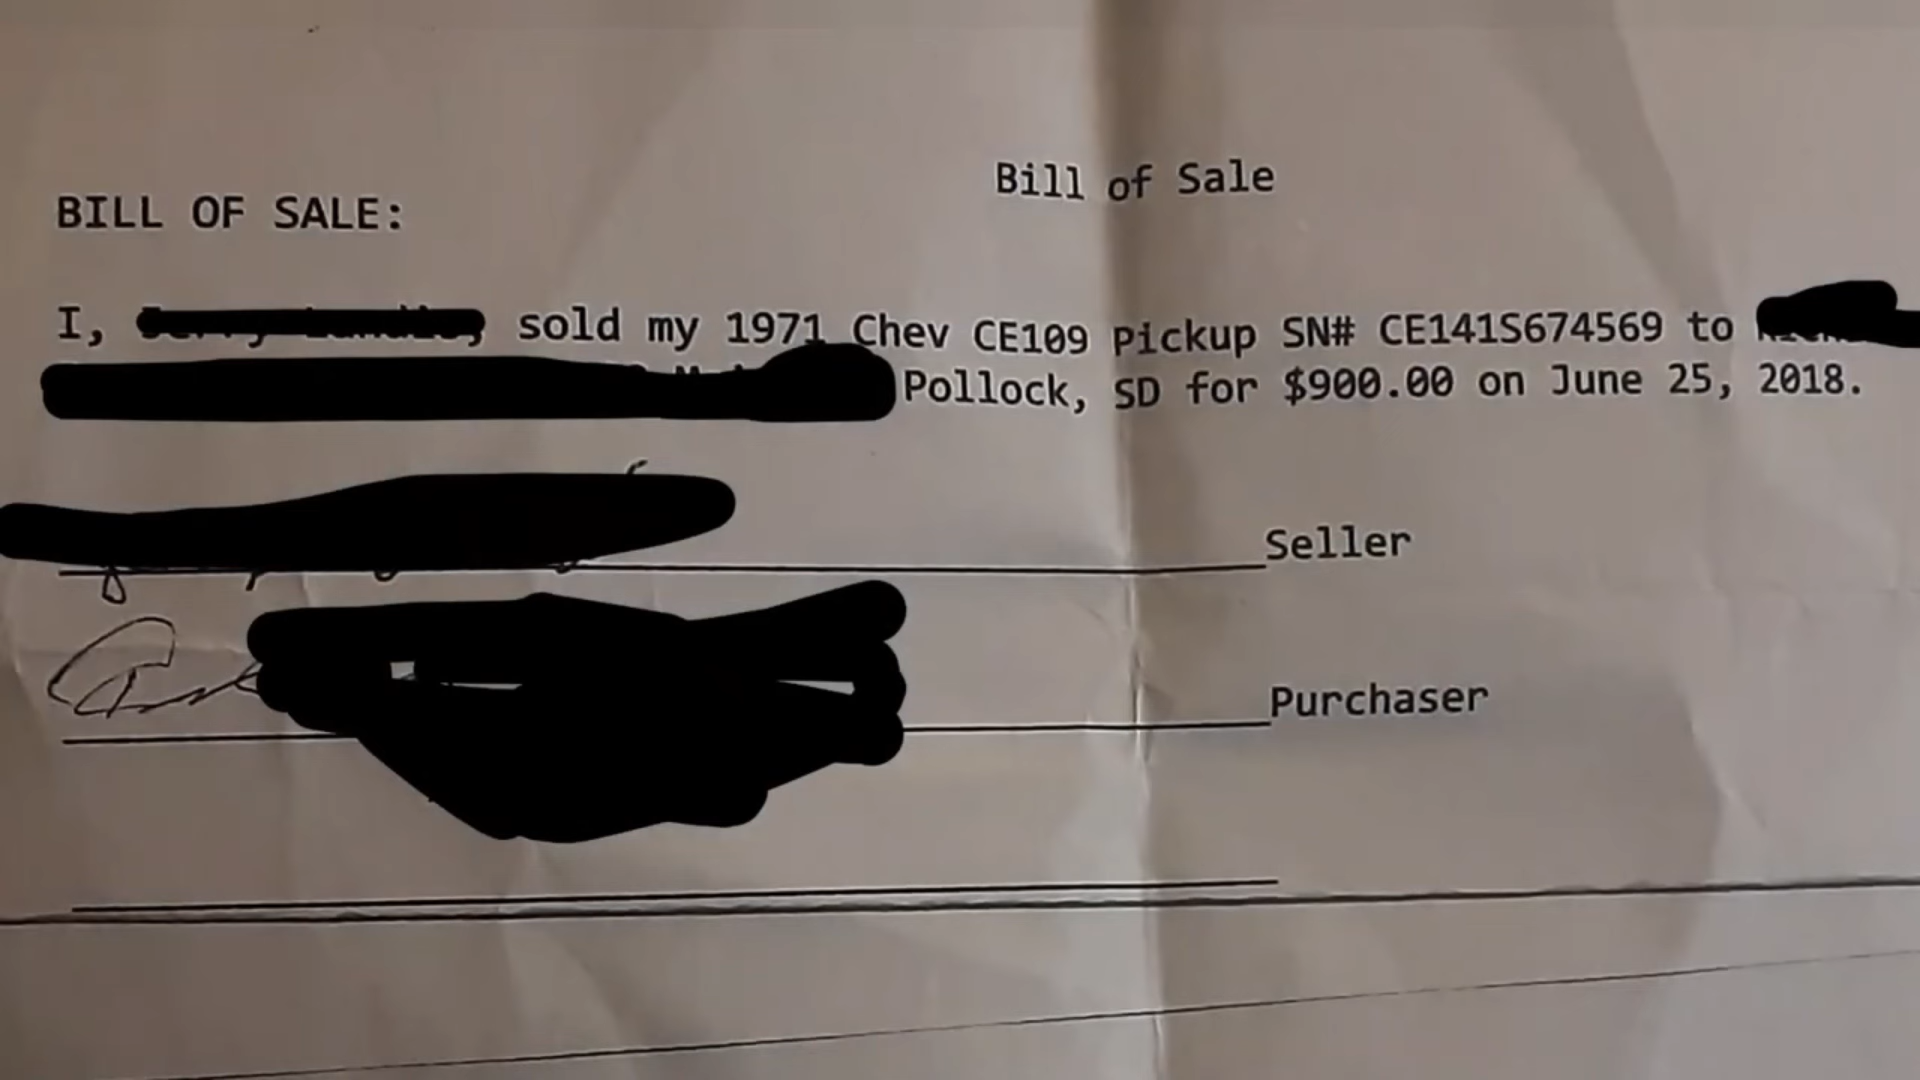 Bill of Sale
BILL OF SALE:
I, sold my 1971 Chev CE109 Pickup SN# CE141S674569 to
Pollock, SD for $900.00 on June 25, 2018.
Seller
Purchaser